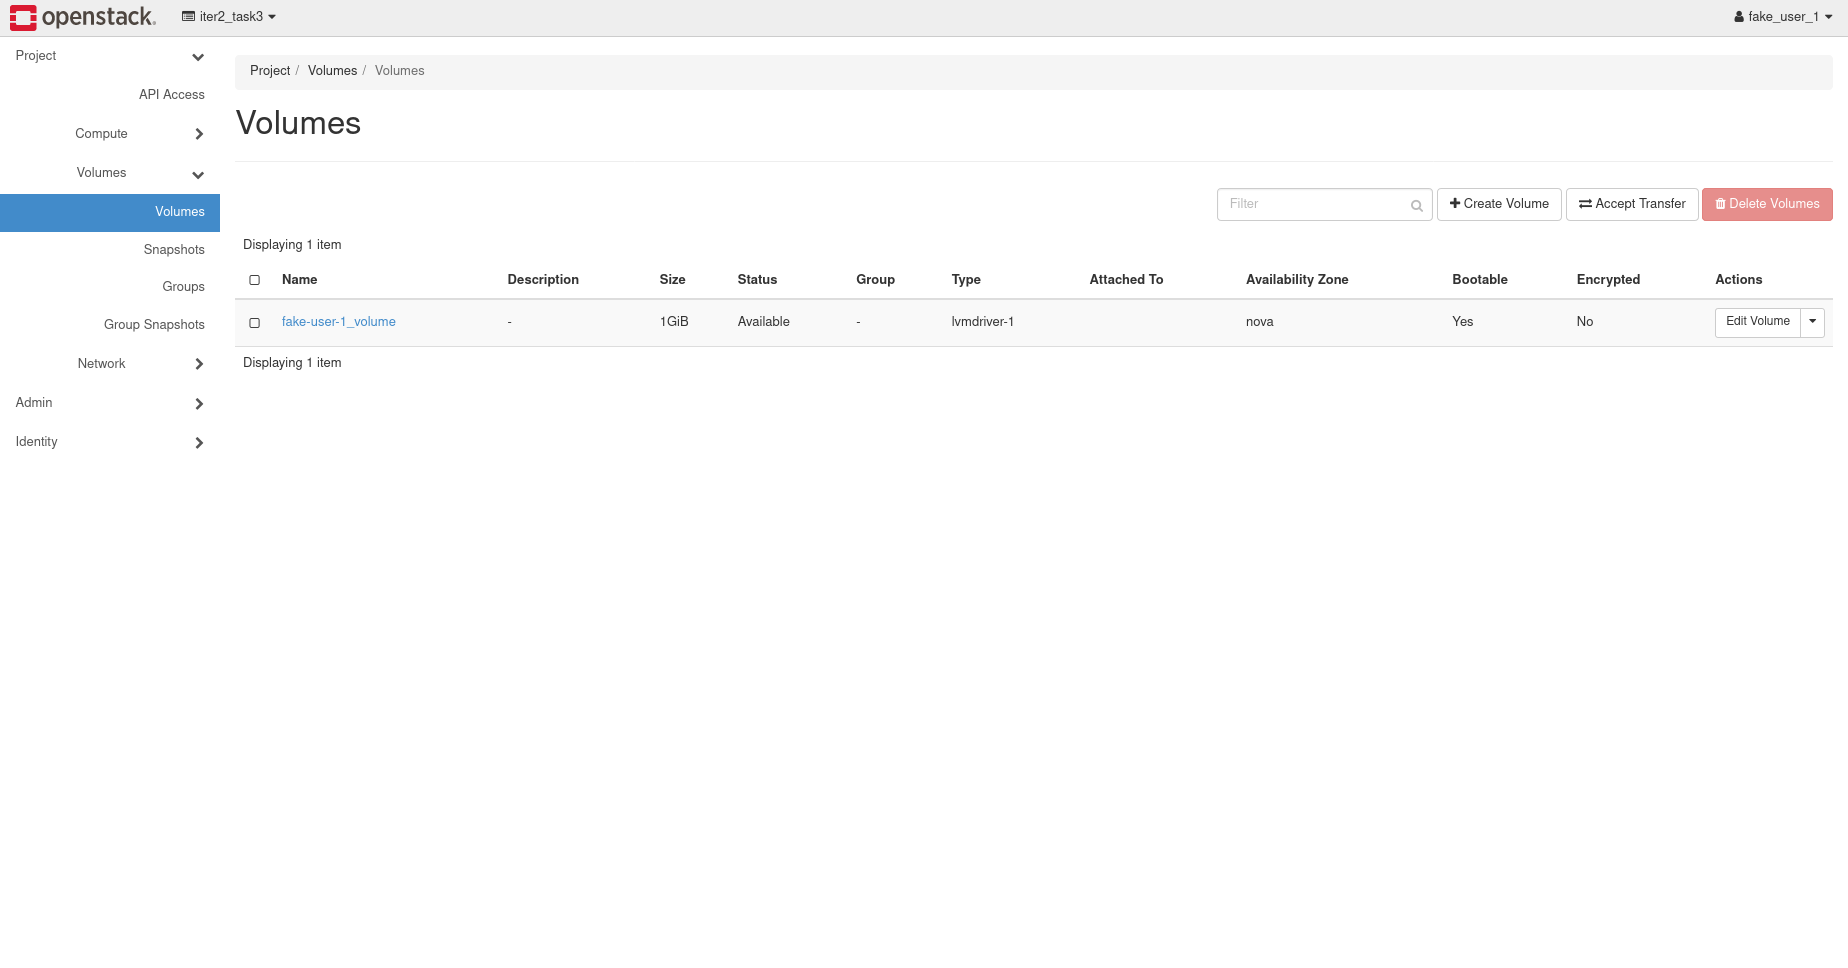 openstack. iter2_task3 fake_user_1
Project
API Access
Compute
Volumes
Volumes
Snapshots
Groups
Group Snapshots
Network
Admin
Identity
Project / Volumes / Volumes
Volumes
Filter Create Volume Accept Transfer Delete Volumes
Displaying 1 item
Name Description Size Status Group Type Attached To Availability Zone Bootable Encrypted Actions
fake-user-1_volume - 1GiB Available - lvmdriver-1 nova Yes No Edit Volume
Displaying 1 item